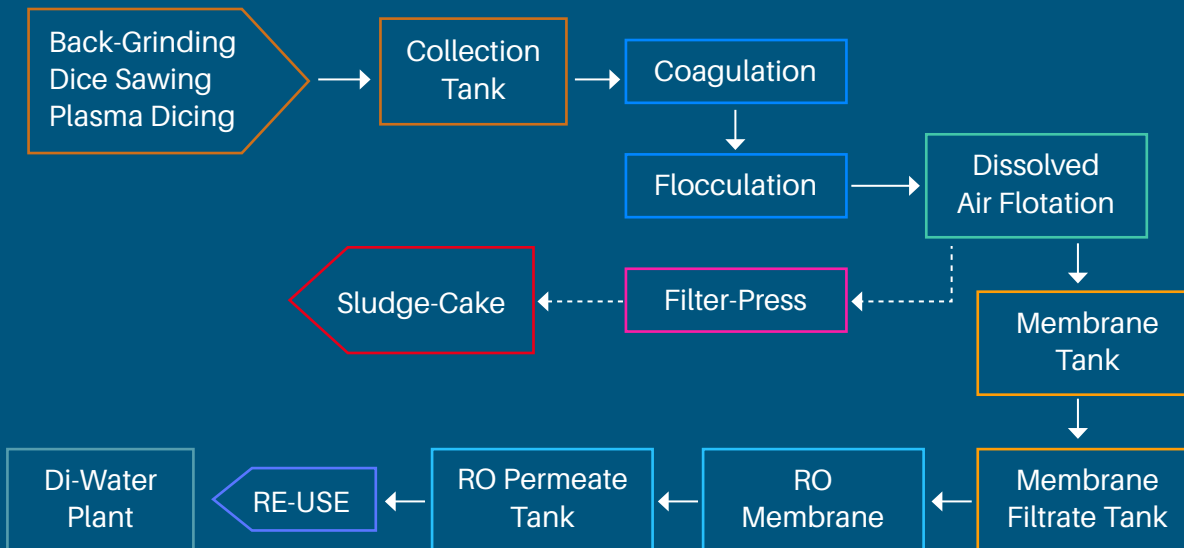 Back-Grinding
Dice Sawing
Plasma Dicing
Collection
Tank
Coagulation
Flocculation
Dissolved
Air Flotation
Sludge-Cake
Filter-Press
Membrane
Tank
Di-Water
Plant
RE-USE
RO Permeate
Tank
RO
Membrane
Membrane
Filtrate Tank